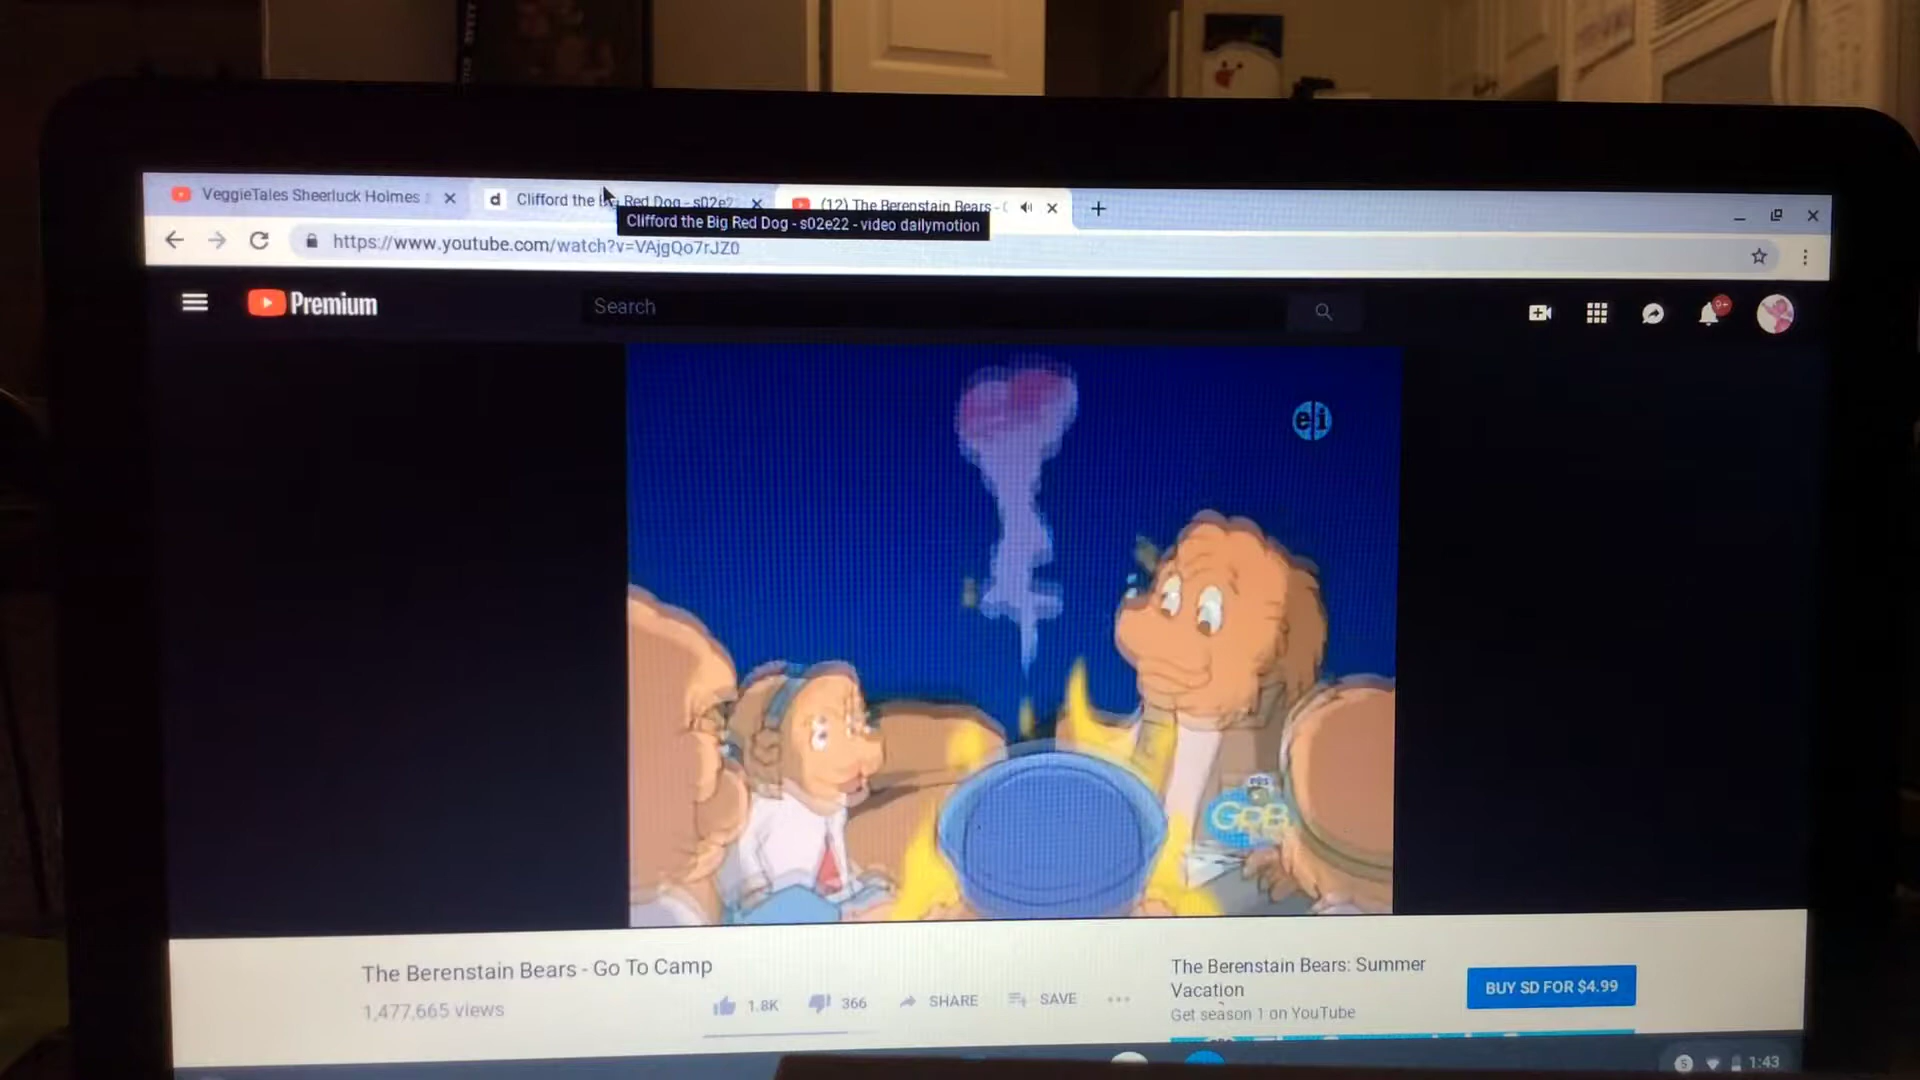 VeggieTales Sheerluck Holmes
d Clifford the Big Red Dog - s02e2
(12) The Berenstain Bears - (
Clifford the Big Red Dog - s02e22 - video dailymotion
https://www.youtube.com/watch?v=VAjgQo7rJZ0
Premium
Search
9+
e i
PBS
The Berenstain Bears - Go To Camp
1,477,665 views
1.8K
366
SHARE
SAVE
The Berenstain Bears: Summer
Vacation
Get season 1 on YouTube
BUY SD FOR $4.99
S
1:43